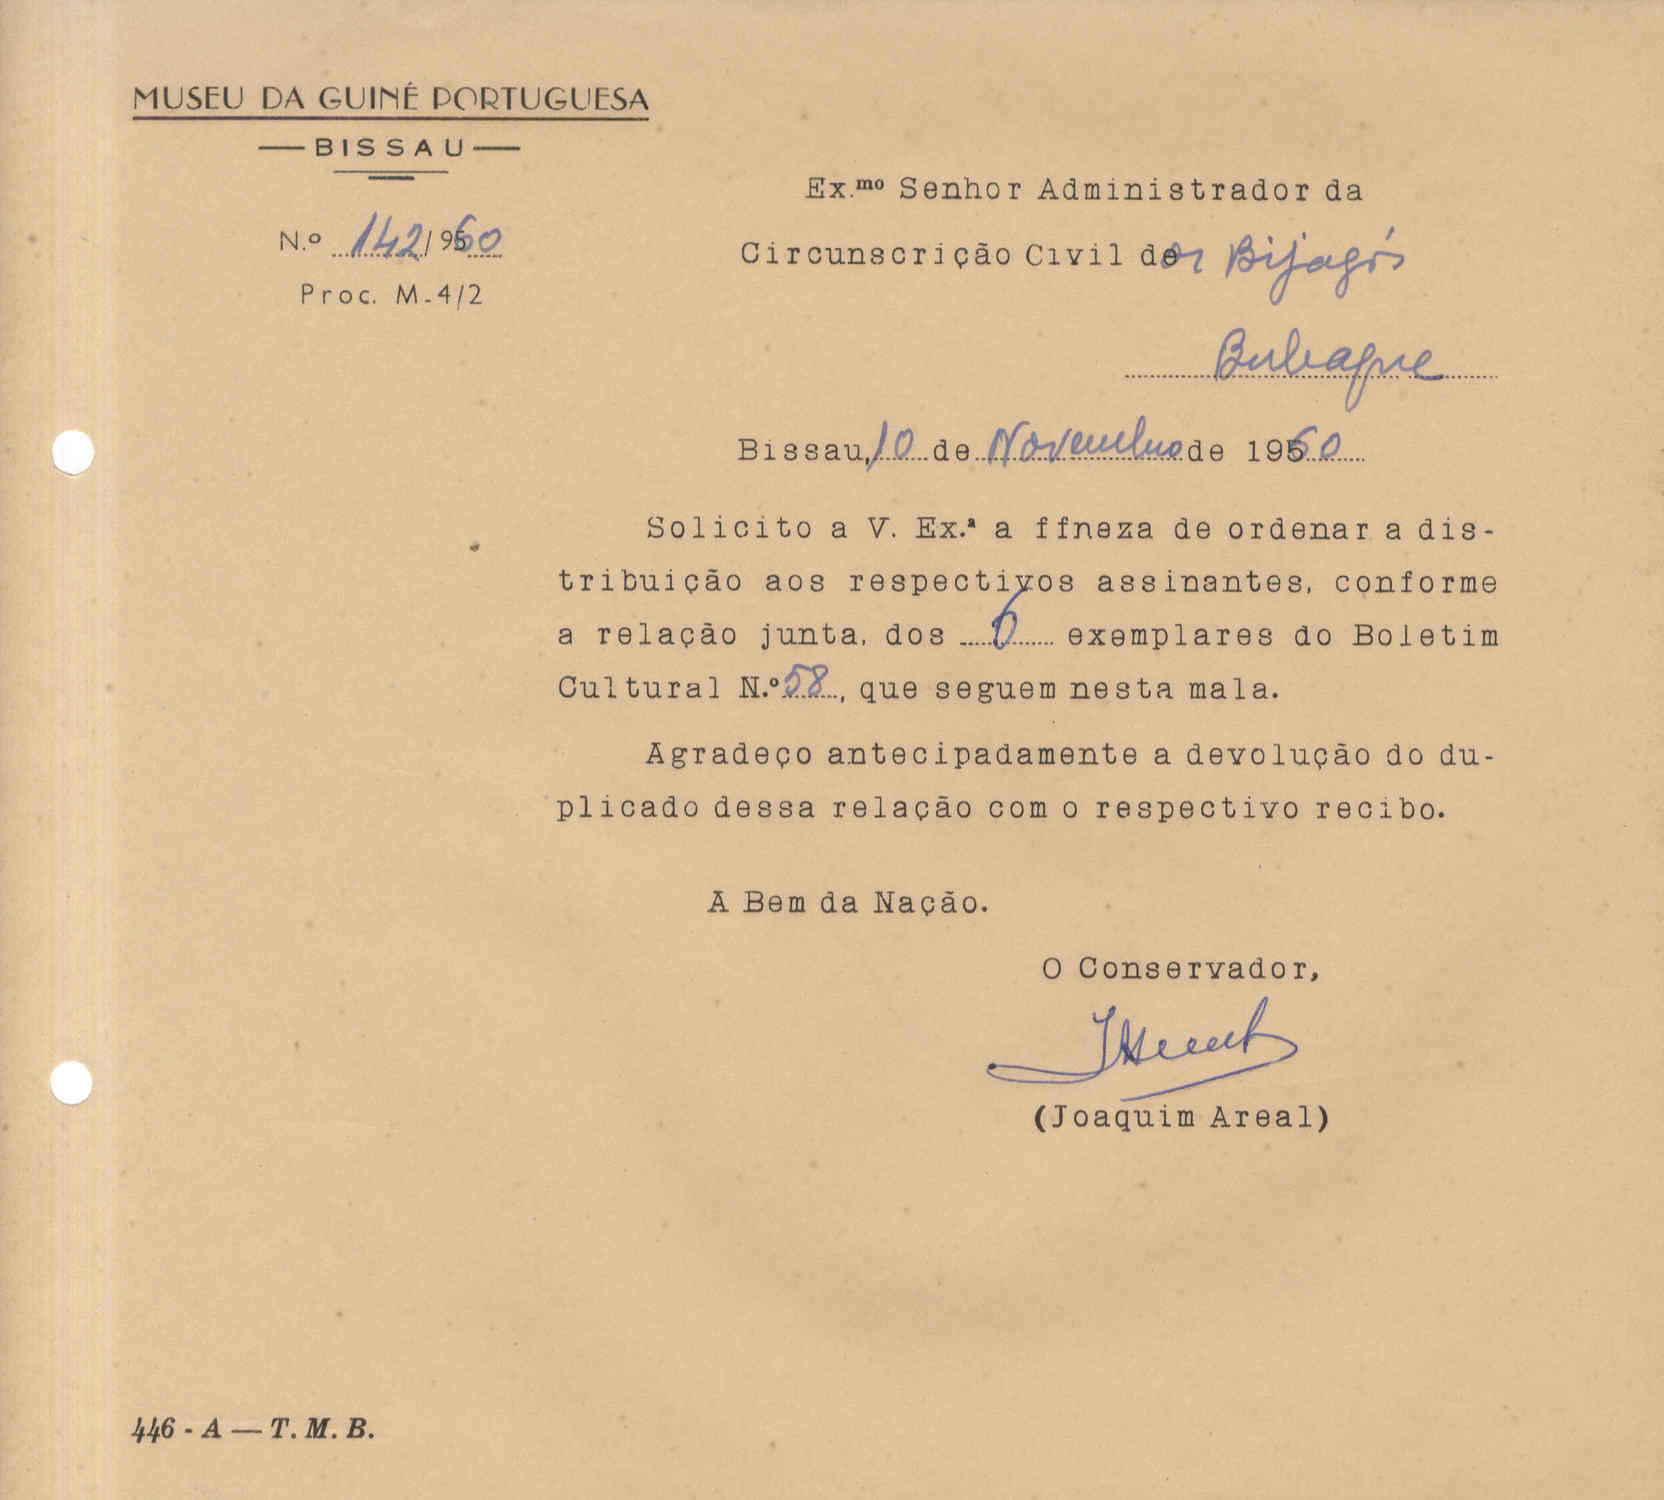 MUSEU DA GUINÉ PORTUGUESA
BISSAU
N.º 142/1960
Proc. M-4/2
Ex.mo Senhor Administrador da
Circunscrição Civil dos Bijagós
Bubaque
Bissau, 10 de Novembro de 1960
Solicito a V. Ex.ª a ffneza de ordenar a dis-
tribuição aos respectivos assinantes, conforme
a relação junta, dos 6 exemplares do Boletim
Cultural N.º 58, que seguem nesta mala.
Agradeço antecipadamente a devolução do du-
plicado dessa relação com o respectivo recibo.
A Bem da Nação.
O Conservador,
(Joaquim Areal)
446 - A — T. M. B.